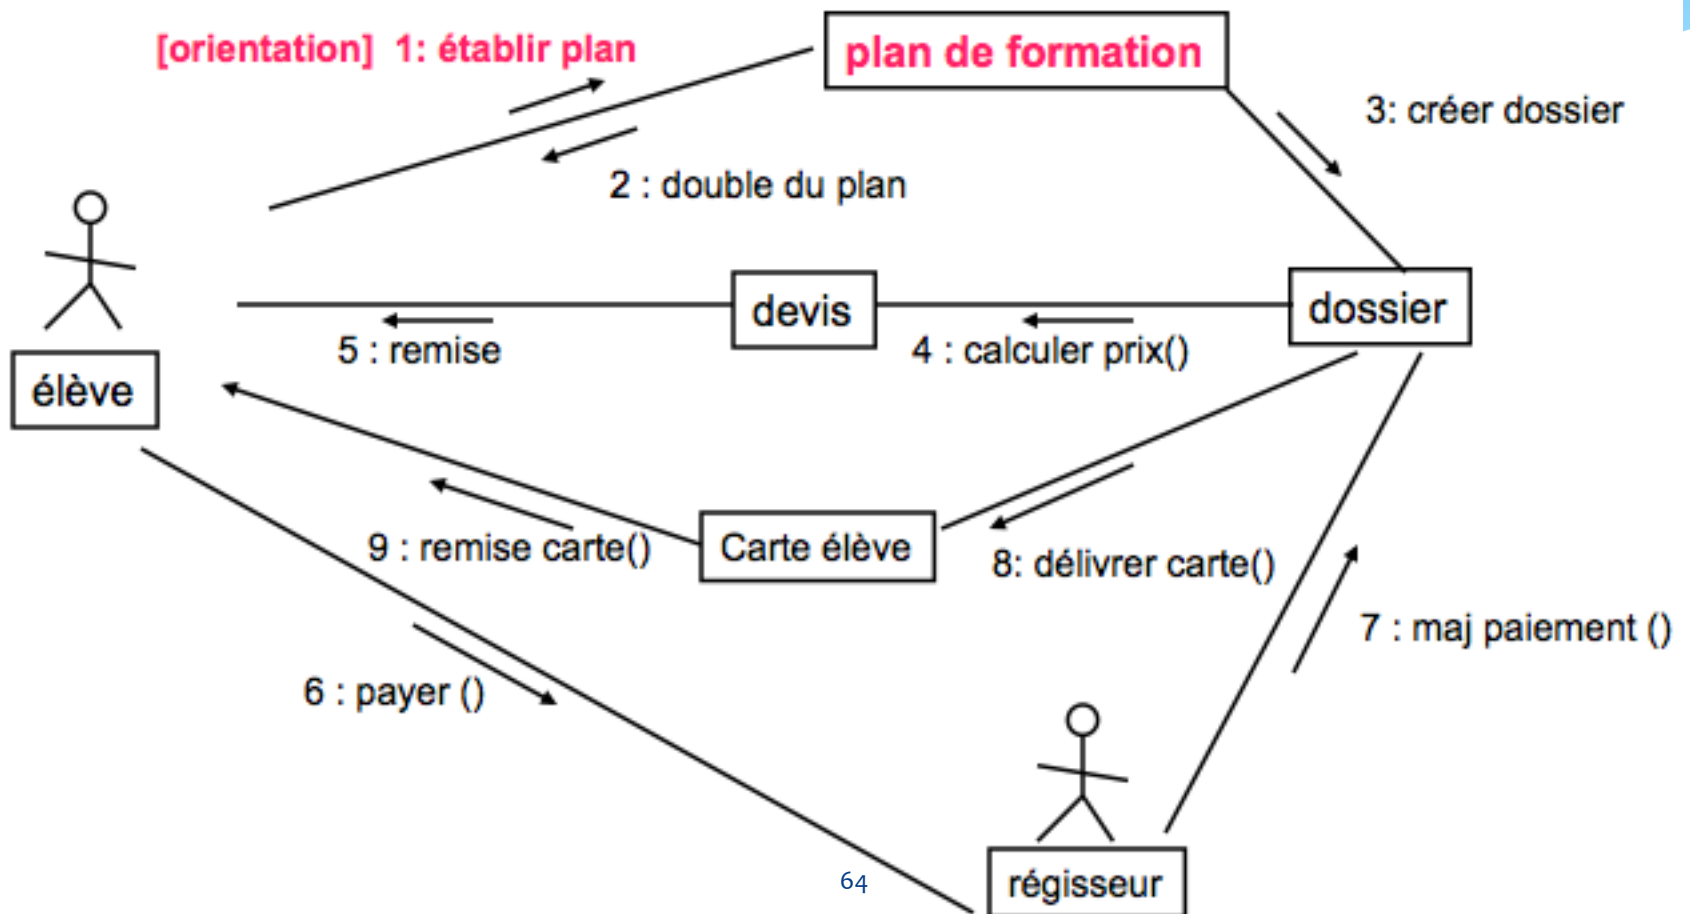 [orientation] 1: établir plan
plan de formation
3: créer dossier
2 : double du plan
devis
dossier
5 : remise
4 : calculer prix()
élève
9 : remise carte()
Carte élève
8: délivrer carte()
7 : maj paiement ()
6 : payer ()
64
régisseur